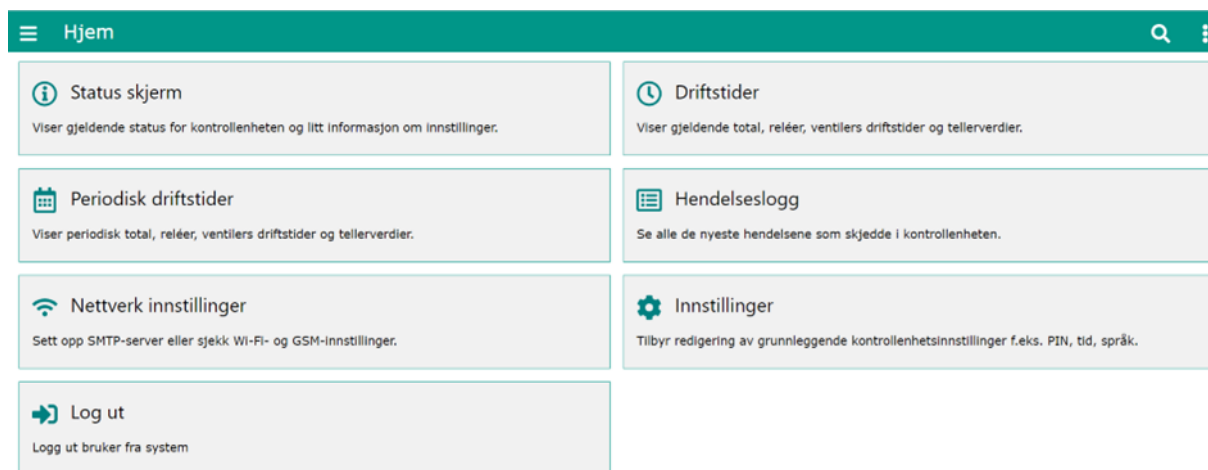 Hjem
Status skjerm
Viser gjeldende status for kontrollenheten og litt informasjon om innstillinger.
Driftstider
Viser gjeldende total, reléer, ventilers driftstider og tellerverdier.
Periodisk driftstider
Viser periodisk total, reléer, ventilers driftstider og tellerverdier.
Hendelseslogg
Se alle de nyeste hendelsene som skjedde i kontrollenheten.
Nettverk innstillinger
Sett opp SMTP-server eller sjekk Wi-Fi- og GSM-innstillinger.
Innstillinger
Tilbyr redigering av grunnleggende kontrollenhetsinnstillinger f.eks. PIN, tid, språk.
Log ut
Logg ut bruker fra system